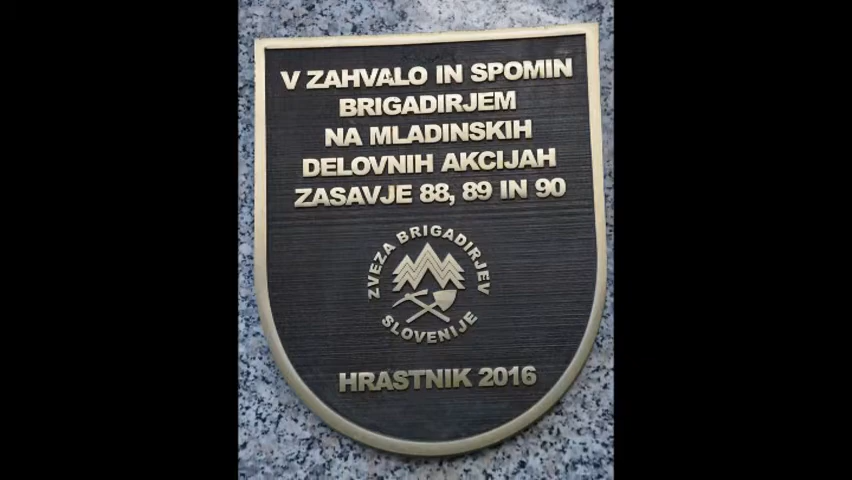 V ZAHVALO IN SPOMIN
BRIGADIRJEM
NA MLADINSKIH
DELOVNIH AKCIJAH
ZASAVJE 88, 89 IN 90
ZVEZA BRIGADIRJEV
SLOVENIJE
HRASTNIK 2016